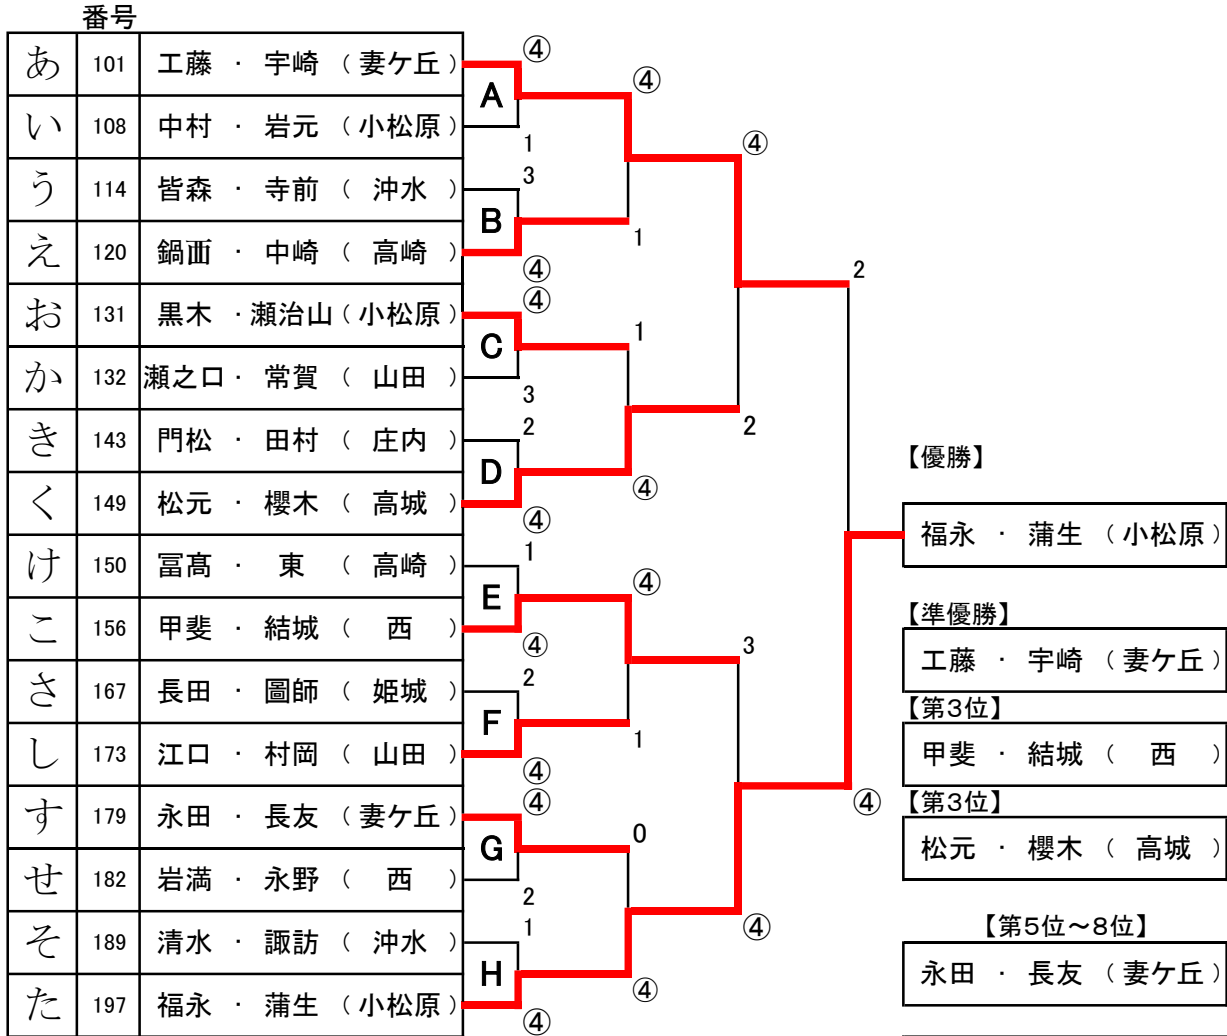 番号
あ 101 工藤 ・ 宇崎 （妻ケ丘）
い 108 中村 ・ 岩元 （小松原）
う 114 皆森 ・ 寺前 （ 沖水 ）
え 120 鍋靣 ・ 中崎 （ 高崎 ）
お 131 黒木 ・瀬治山（小松原）
か 132 瀬之口・ 常賀 （ 山田 ）
き 143 門松 ・ 田村 （ 庄内 ）
く 149 松元 ・ 櫻木 （ 高城 ）
け 150 冨髙 ・ 東 （ 高崎 ）
こ 156 甲斐 ・ 結城 （ 西 ）
さ 167 長田 ・ 圖師 （ 姫城 ）
し 173 江口 ・ 村岡 （ 山田 ）
す 179 永田 ・ 長友 （妻ケ丘）
せ 182 岩満 ・ 永野 （ 西 ）
そ 189 清水 ・ 諏訪 （ 沖水 ）
た 197 福永 ・ 蒲生 （小松原）
④
A
1
3
B
④
④
C
3
2
D
④
1
E
④
2
F
④
④
G
2
1
H
④
④
1
1
④
④
1
0
④
④
2
3
④
2
④
【優勝】
福永 ・ 蒲生 （小松原）
【準優勝】
工藤 ・ 宇崎 （妻ケ丘）
【第3位】
甲斐 ・ 結城 （ 西 ）
【第3位】
松元 ・ 櫻木 （ 高城 ）
【第5位～8位】
永田 ・ 長友 （妻ケ丘）